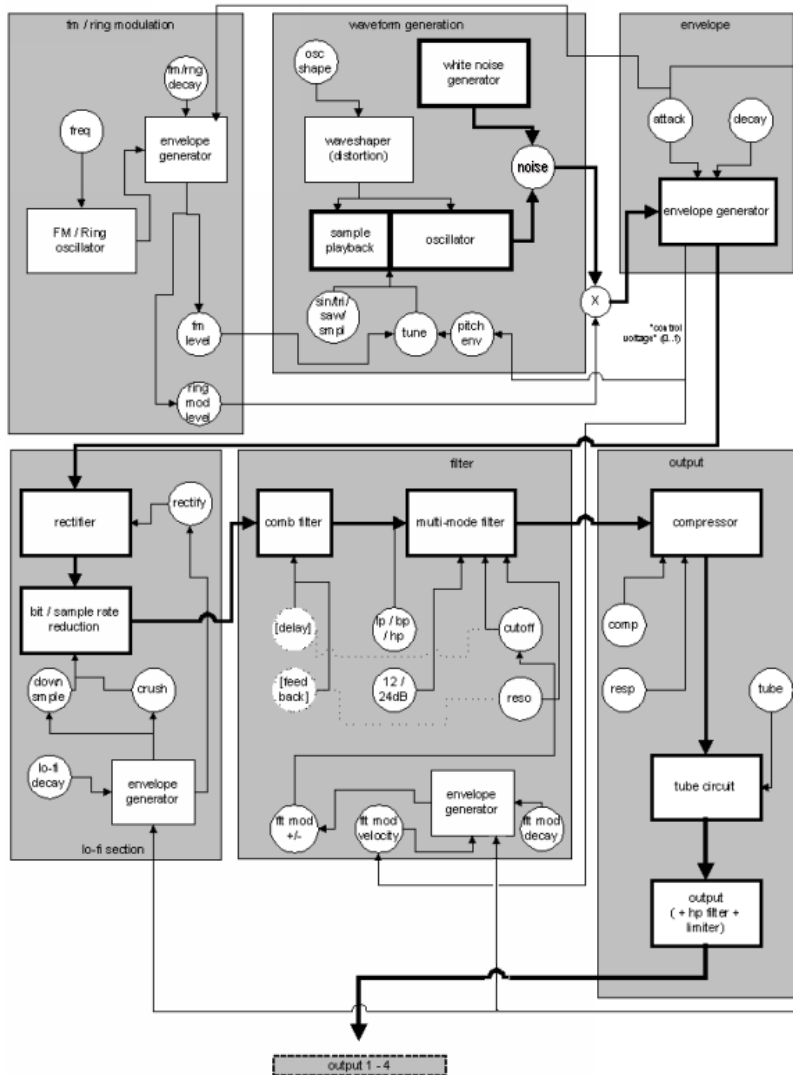 fm / ring modulation
fm/rng
decay
freq
envelope
generator
FM / Ring
oscillator
fm
level
ring
mod
level
waveform generation
osc
shape
white noise
generator
waveshaper
(distortion)
noise
sample
playback
oscillator
sin/tri/
saw/
smpl
tune
pitch
env
X
envelope
attack
decay
envelope generator
"control
voltage" (0..1)
lo-fi section
rectifier
rectify
bit / sample rate
reduction
down
smple
crush
lo-fi
decay
envelope
generator
filter
comb filter
multi-mode filter
[delay]
lp / bp
/ hp
cutoff
[feed
back]
12 /
24dB
reso
envelope
generator
flt mod
+/-
flt mod
velocity
flt mod
decay
output
compressor
comp
resp
tube
tube circuit
output
( + hp filter +
limiter)
output 1 - 4